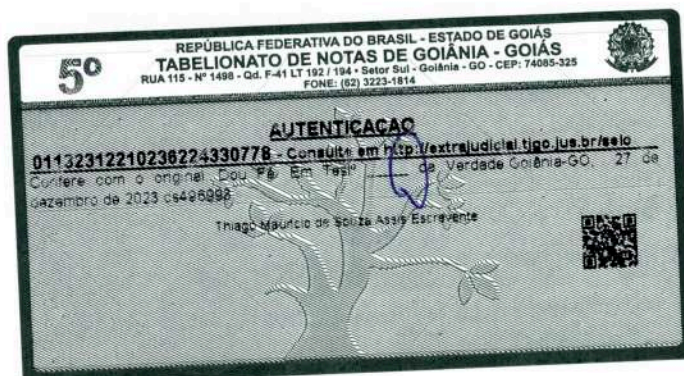 REPÚBLICA FEDERATIVA DO BRASIL - ESTADO DE GOIÁS
5º TABELIONATO DE NOTAS DE GOIÂNIA - GOIÁS
RUA 115 - Nº 1498 - Qd. F-41 LT 192 / 194 • Setor Sul - Goiânia - GO - CEP: 74085-325
FONE: (62) 3223-1814
AUTENTICAÇÃO
01132312210236224330778 - Consulte em http://extrajudicial.tjgo.jus.br/selo
Confere com o original. Dou Fé. Em Testº ______ da Verdade Goiânia-GO, 27 de
dezembro de 2023 cs496998
Thiago Mauricio de Souza Assis Escrevente